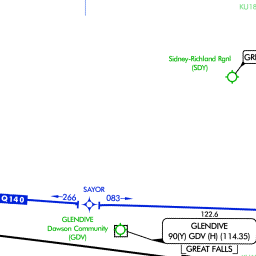 KU18
Sidney-Richland Rgnl
(SDY)
GRE
Q140
266
SAYOR
083
122.6
GLENDIVE
Dawson Community
(GDV)
GLENDIVE
90(Y) GDV (H) (114.35)
GREAT FALLS